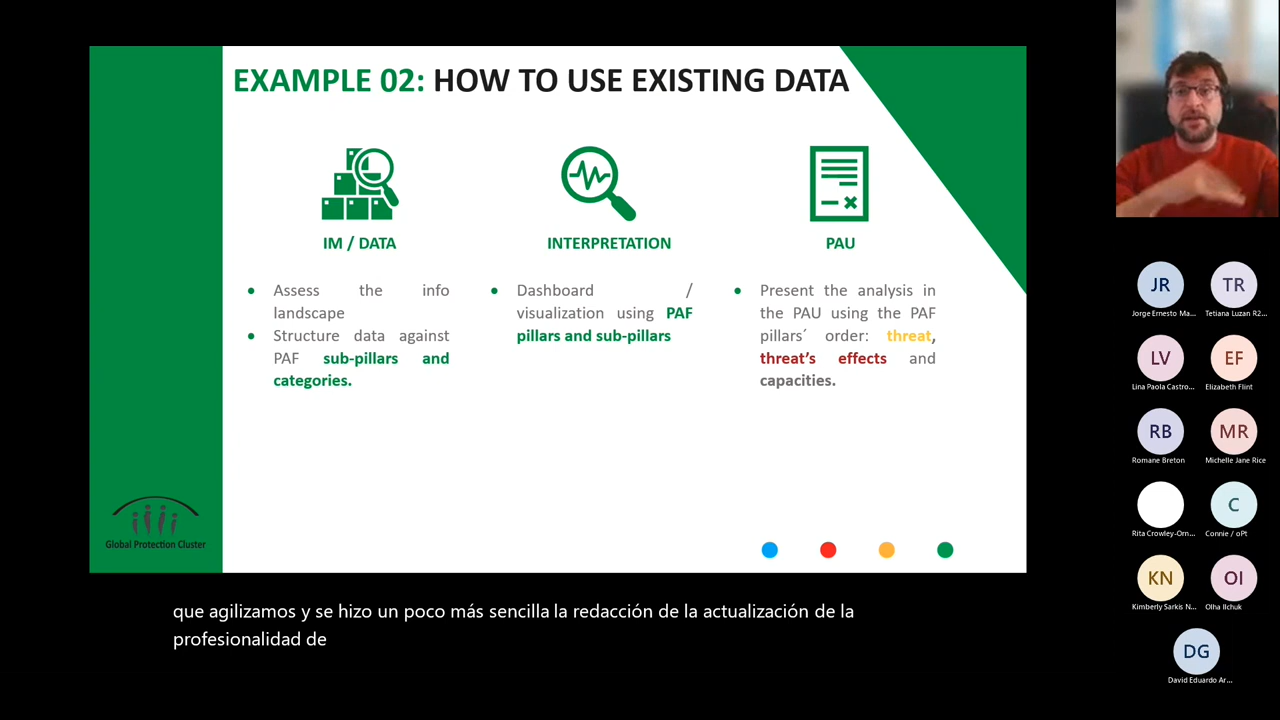 EXAMPLE 02: HOW TO USE EXISTING DATA
IM / DATA
Assess the info
landscape
Structure data against
PAF sub-pillars and
categories.
INTERPRETATION
Dashboard /
visualization using PAF
pillars and sub-pillars
PAU
Present the analysis in
the PAU using the PAF
pillars´ order: threat,
threat's effects and
capacities.
Global Protection Cluster
que agilizamos y se hizo un poco más sencilla la redacción de la actualización de la
profesionalidad de
JR
Jorge Ernesto Ma...
TR
Tetiana Luzan R2...
LV
Lina Paola Castro...
EF
Elizabeth Flint
RB
Romane Breton
MR
Michelle Jane Rice
Rita Crowley-Orn...
C
Connie / oPt
KN
Kimberly Sarkis N...
OI
Olha Ilchuk
DG
David Eduardo Ar...